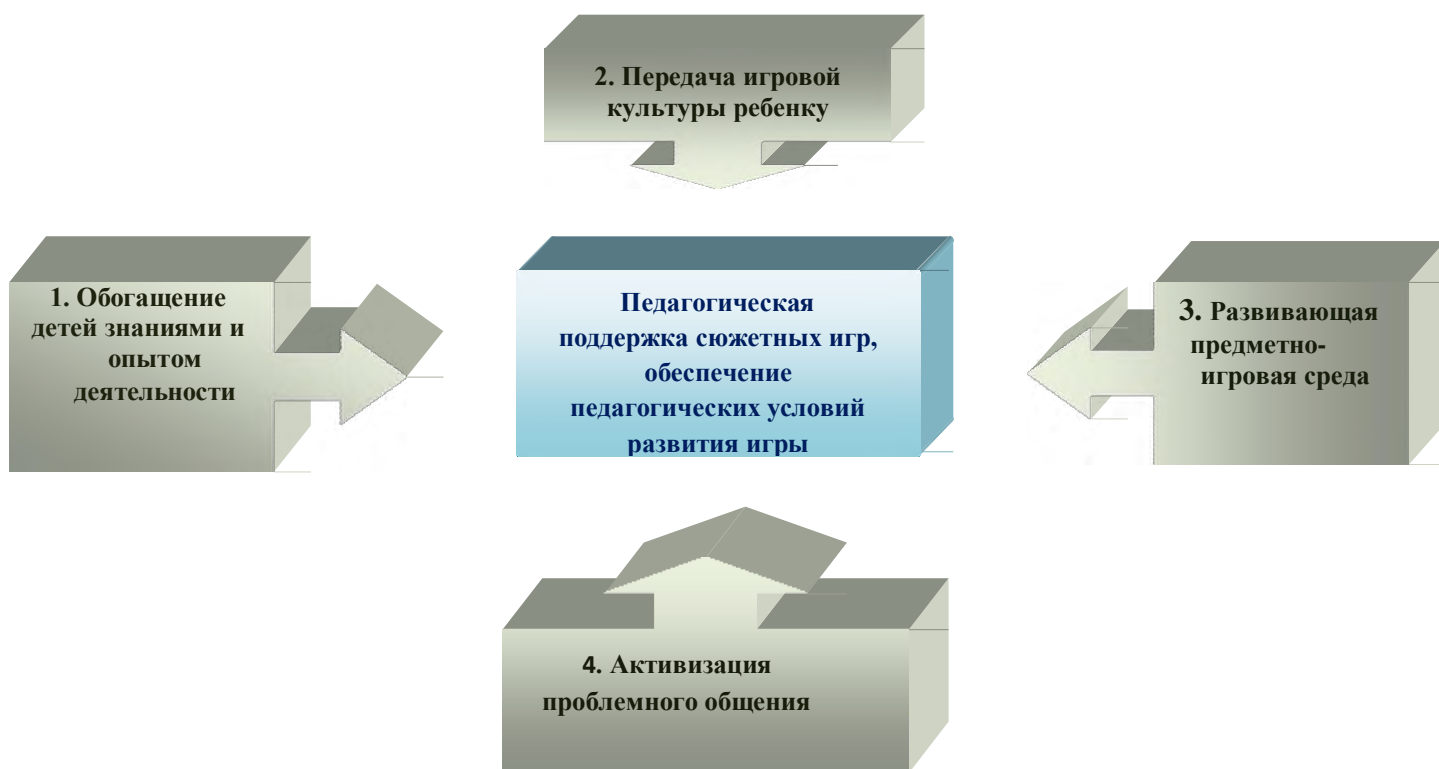 2. Передача игровой
культуры ребенку
1. Обогащение
детей знаниями и
опытом
деятельности
Педагогическая
поддержка сюжетных игр,
обеспечение
педагогических условий
развития игры
3. Развивающая
предметно-
игровая среда
4. Активизация
проблемного общения